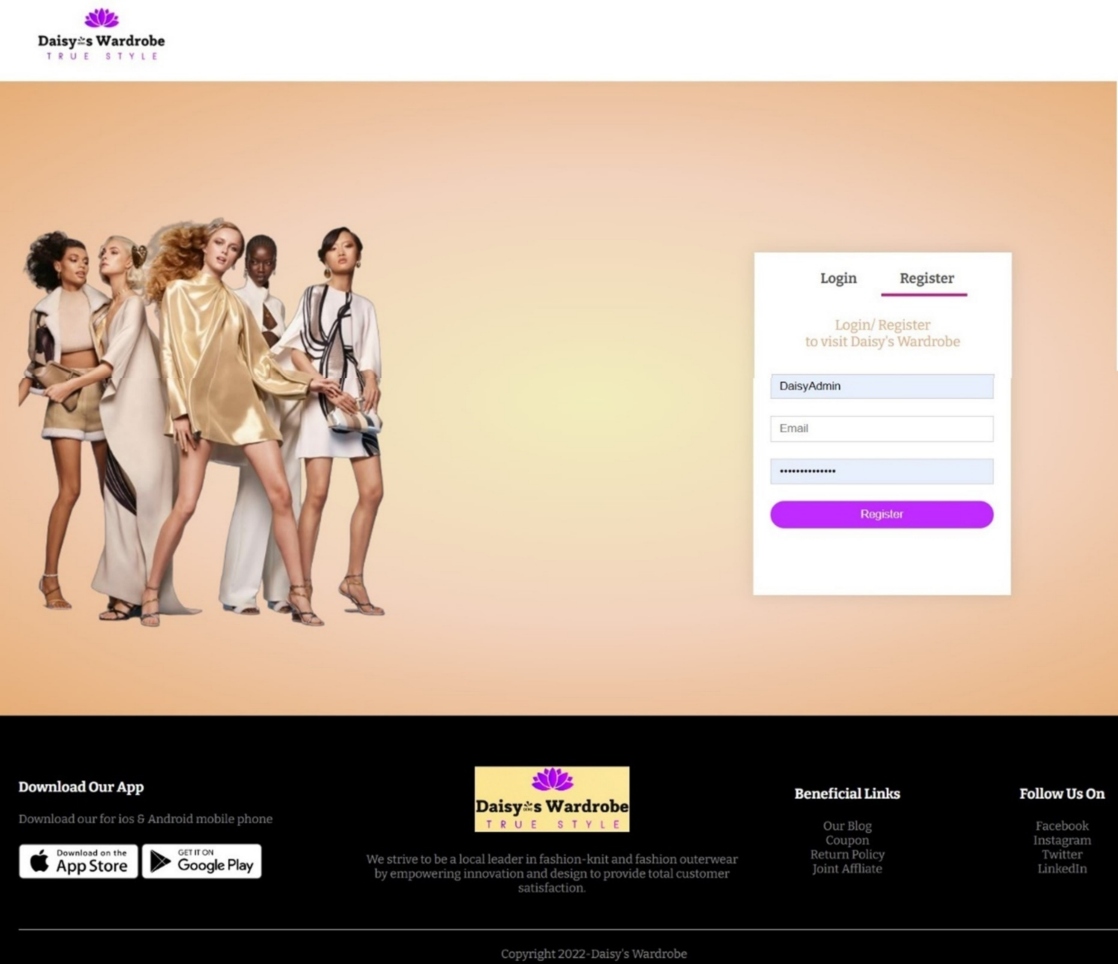 Daisy's Wardrobe
TRUE STYLE
Login Register
Login/ Register
to visit Daisy's Wardrobe
DaisyAdmin
Email
••••••••••••••
Register
Download Our App
Download our for ios & Android mobile phone
Download on the
App Store
GET IT ON
Google Play
Daisy's Wardrobe
TRUE STYLE
We strive to be a local leader in fashion-knit and fashion outerwear
by empowering innovation and design to provide total customer
satisfaction.
Beneficial Links
Our Blog
Coupon
Return Policy
Joint Affliate
Follow Us On
Facebook
Instagram
Twitter
LinkedIn
Copyright 2022-Daisy's Wardrobe